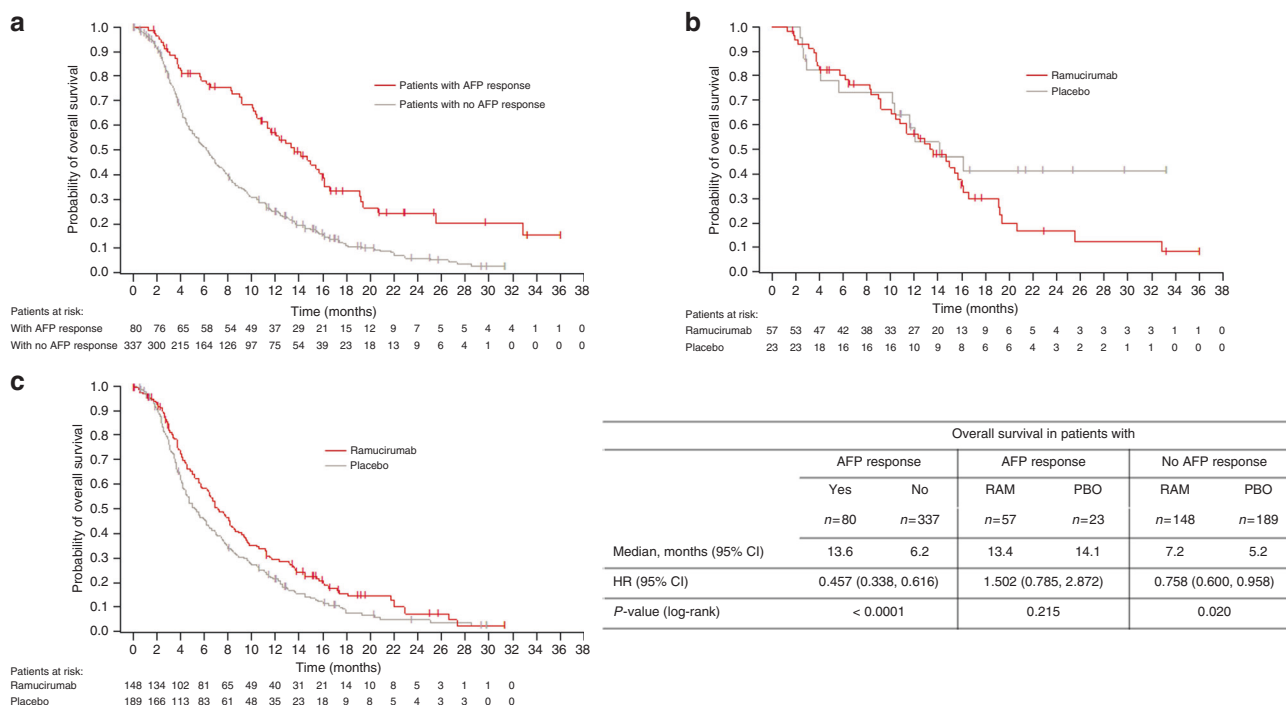 a
Probability of overall survival
1.0
0.9
0.8
0.7
0.6
0.5
0.4
0.3
0.2
0.1
0.0
Patients with AFP response
Patients with no AFP response
0 2 4 6 8 10 12 14 16 18 20 22 24 26 28 30 32 34 36 38
Time (months)
Patients at risk:
With AFP response 80 76 65 58 54 49 37 29 21 15 12 9 7 5 5 4 4 1 1 0
With no AFP response 337 300 215 164 126 97 75 54 39 23 18 13 9 6 4 1 0 0 0 0
b
Probability of overall survival
1.0
0.9
0.8
0.7
0.6
0.5
0.4
0.3
0.2
0.1
0.0
Ramucirumab
Placebo
0 2 4 6 8 10 12 14 16 18 20 22 24 26 28 30 32 34 36 38
Time (months)
Patients at risk:
Ramucirumab 57 53 47 42 38 33 27 20 13 9 6 5 4 3 3 3 3 1 1 0
Placebo 23 23 18 16 16 16 10 9 8 6 6 4 3 2 2 1 1 0 0 0
c
Probability of overall survival
1.0
0.9
0.8
0.7
0.6
0.5
0.4
0.3
0.2
0.1
0.0
Ramucirumab
Placebo
0 2 4 6 8 10 12 14 16 18 20 22 24 26 28 30 32 34 36 38
Time (months)
Patients at risk:
Ramucirumab 148 134 102 81 65 49 40 31 21 14 10 8 5 3 1 1 0
Placebo 189 166 113 83 61 48 35 23 18 9 8 5 4 3 3 0 0
Overall survival in patients with
AFP response AFP response No AFP response
Yes No RAM PBO RAM PBO
n=80 n=337 n=57 n=23 n=148 n=189
Median, months (95% CI) 13.6 6.2 13.4 14.1 7.2 5.2
HR (95% CI) 0.457 (0.338, 0.616) 1.502 (0.785, 2.872) 0.758 (0.600, 0.958)
P-value (log-rank) < 0.0001 0.215 0.020